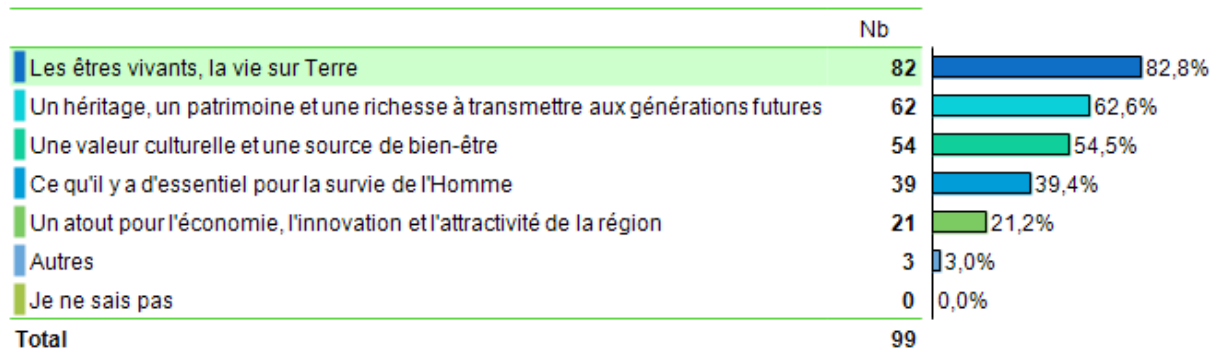 Nb
Les êtres vivants, la vie sur Terre 82 82,8%
Un héritage, un patrimoine et une richesse à transmettre aux générations futures 62 62,6%
Une valeur culturelle et une source de bien-être 54 54,5%
Ce qu'il y a d'essentiel pour la survie de l'Homme 39 39,4%
Un atout pour l'économie, l'innovation et l'attractivité de la région 21 21,2%
Autres 3 3,0%
Je ne sais pas 0 0,0%
Total 99